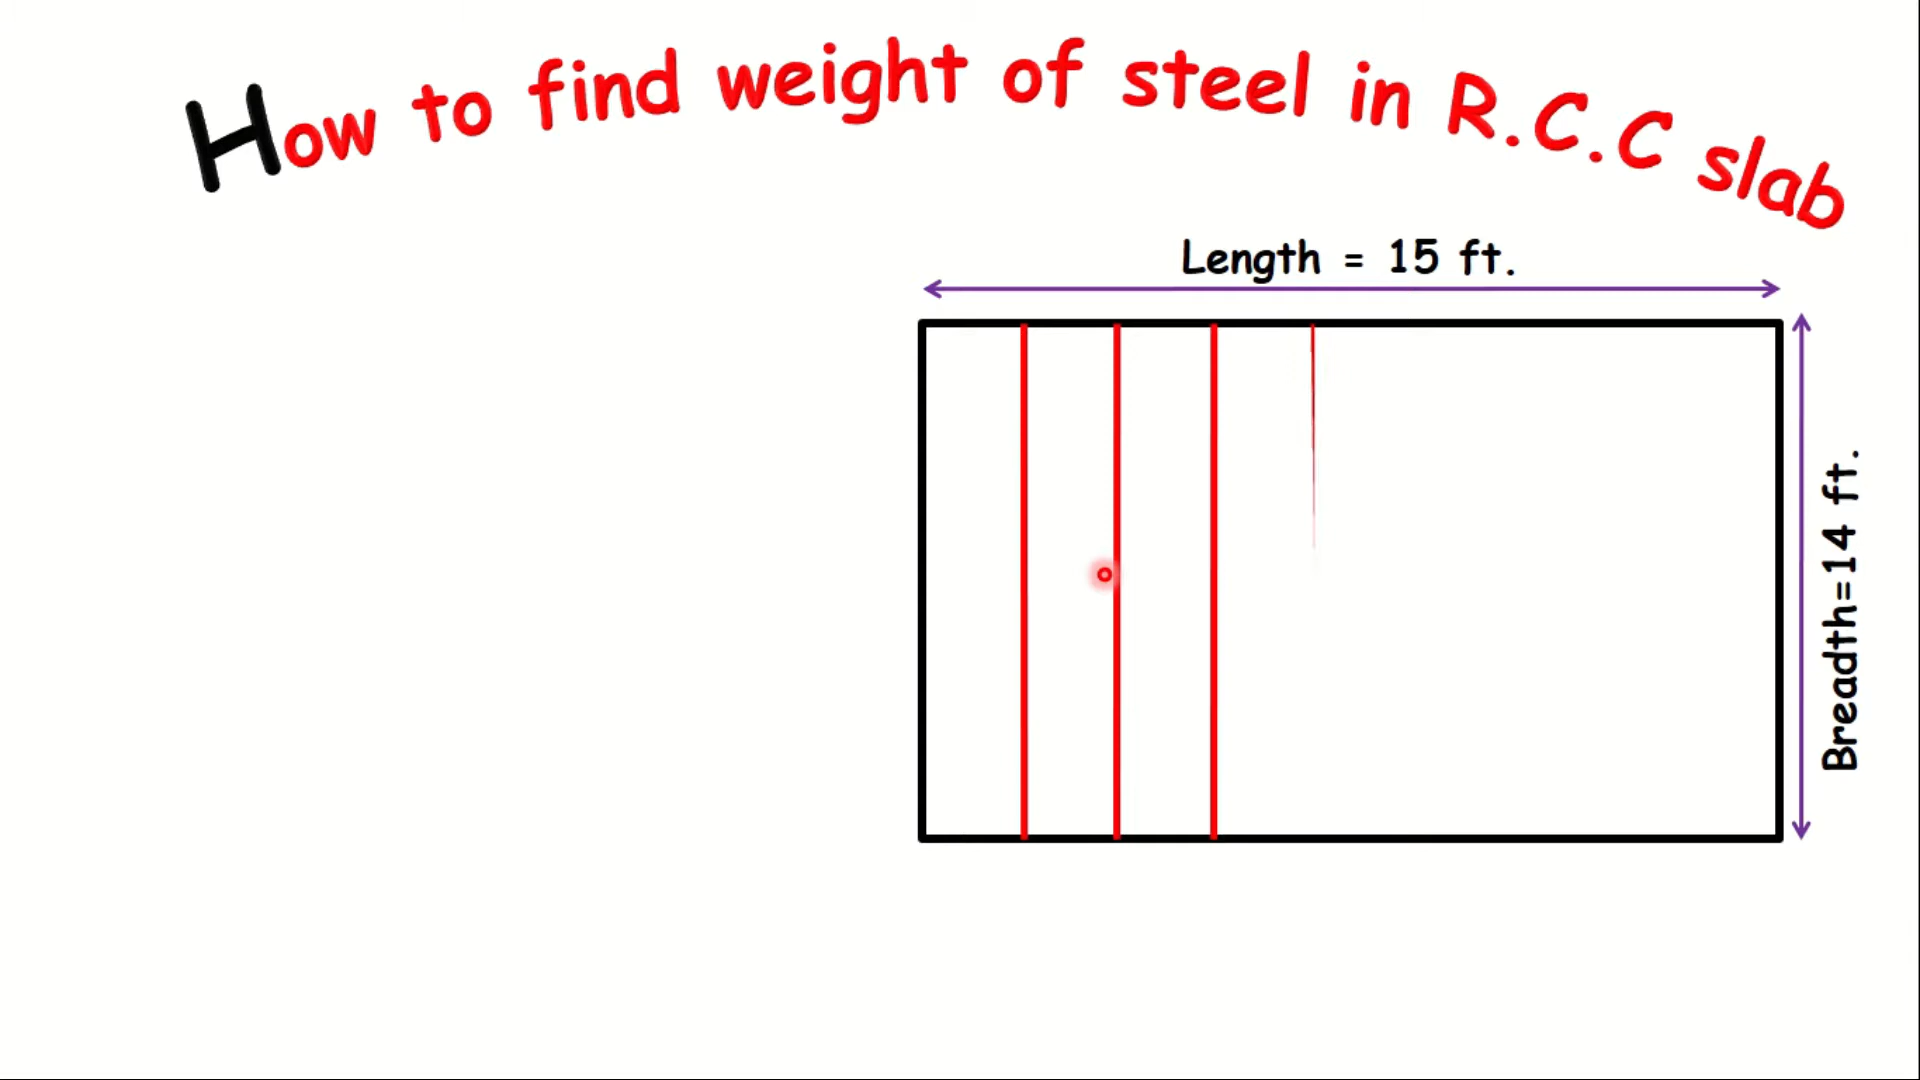 How to find weight of steel in R.C.C slab
Length = 15 ft.
Breadth=14 ft.